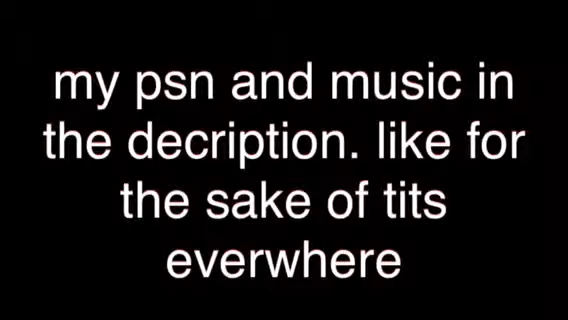 my psn and music in
the decription. like for
the sake of tits
everwhere